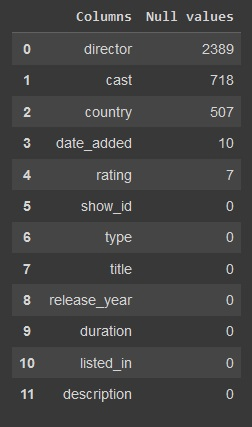 Columns Null values
0 director 2389
1 cast 718
2 country 507
3 date_added 10
4 rating 7
5 show_id 0
6 type 0
7 title 0
8 release_year 0
9 duration 0
10 listed_in 0
11 description 0